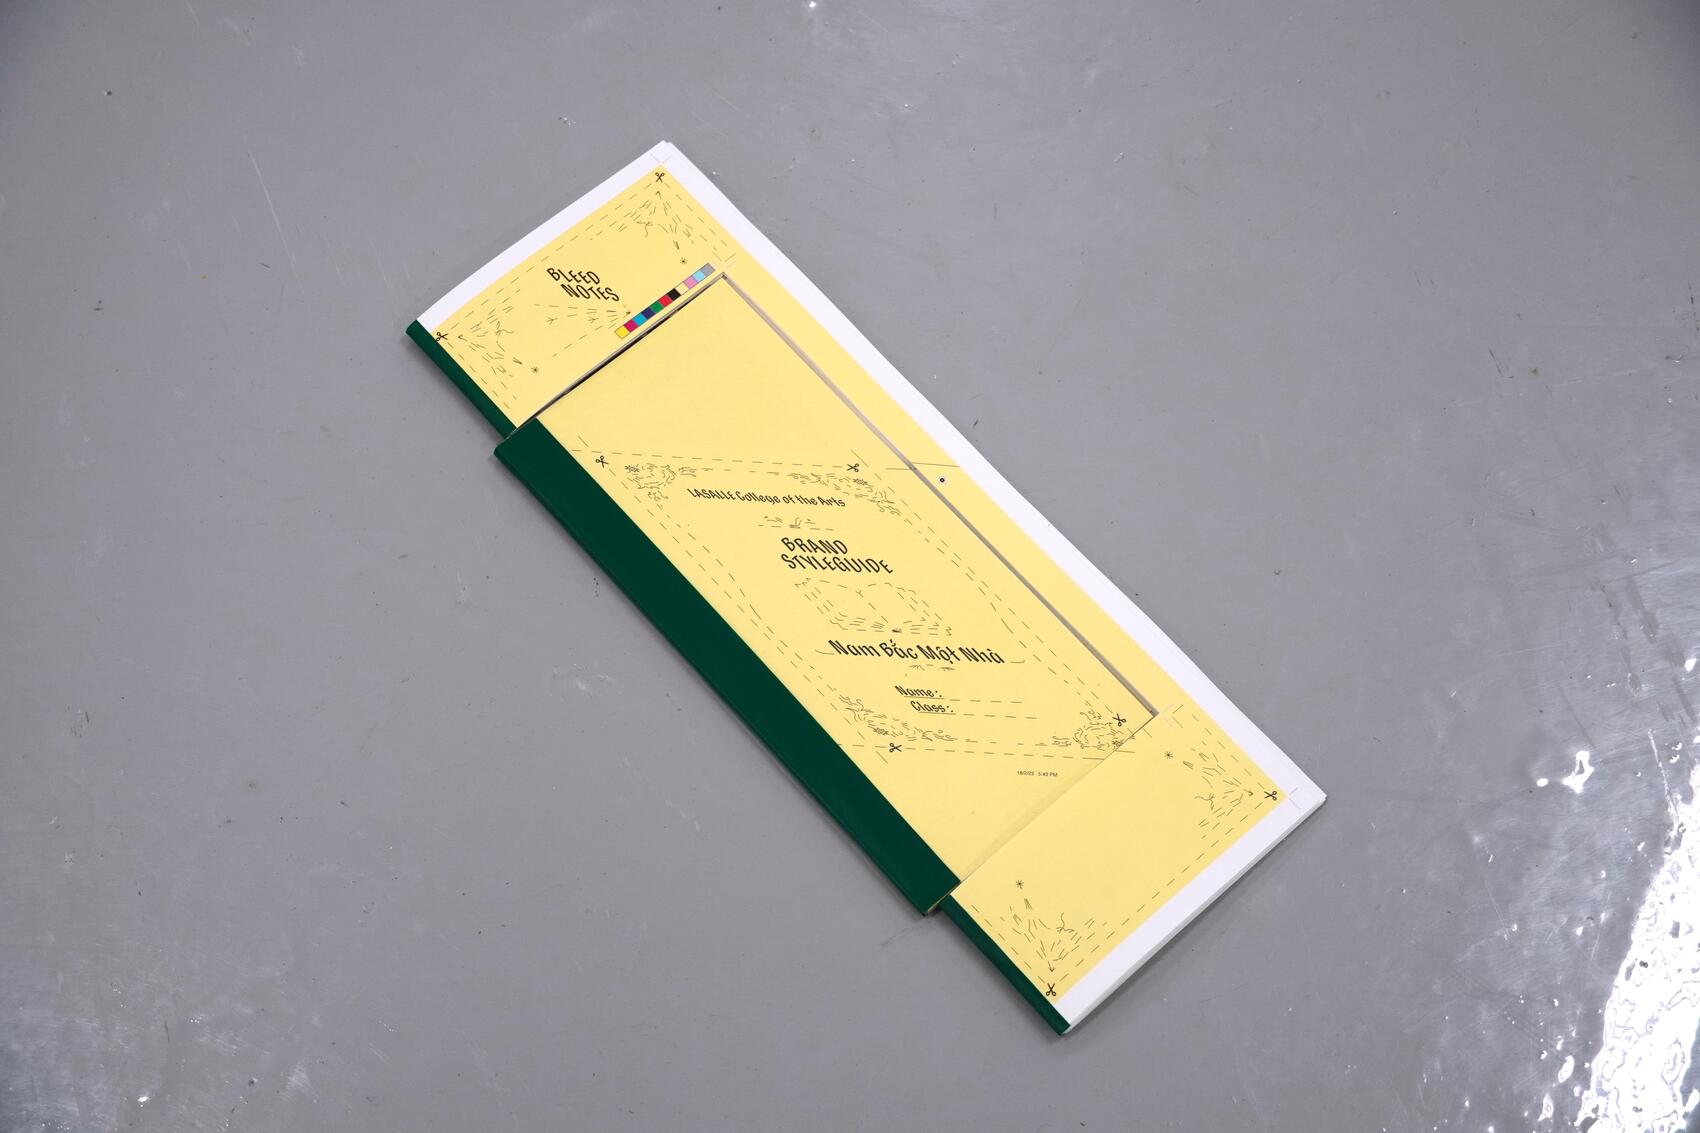 BLEED
NOTES
LASALLE College of the Arts
BRAND
STYLEGUIDE
Nam Bắc Một Nhà
Name:
Class:
18/2/23 5:43 PM